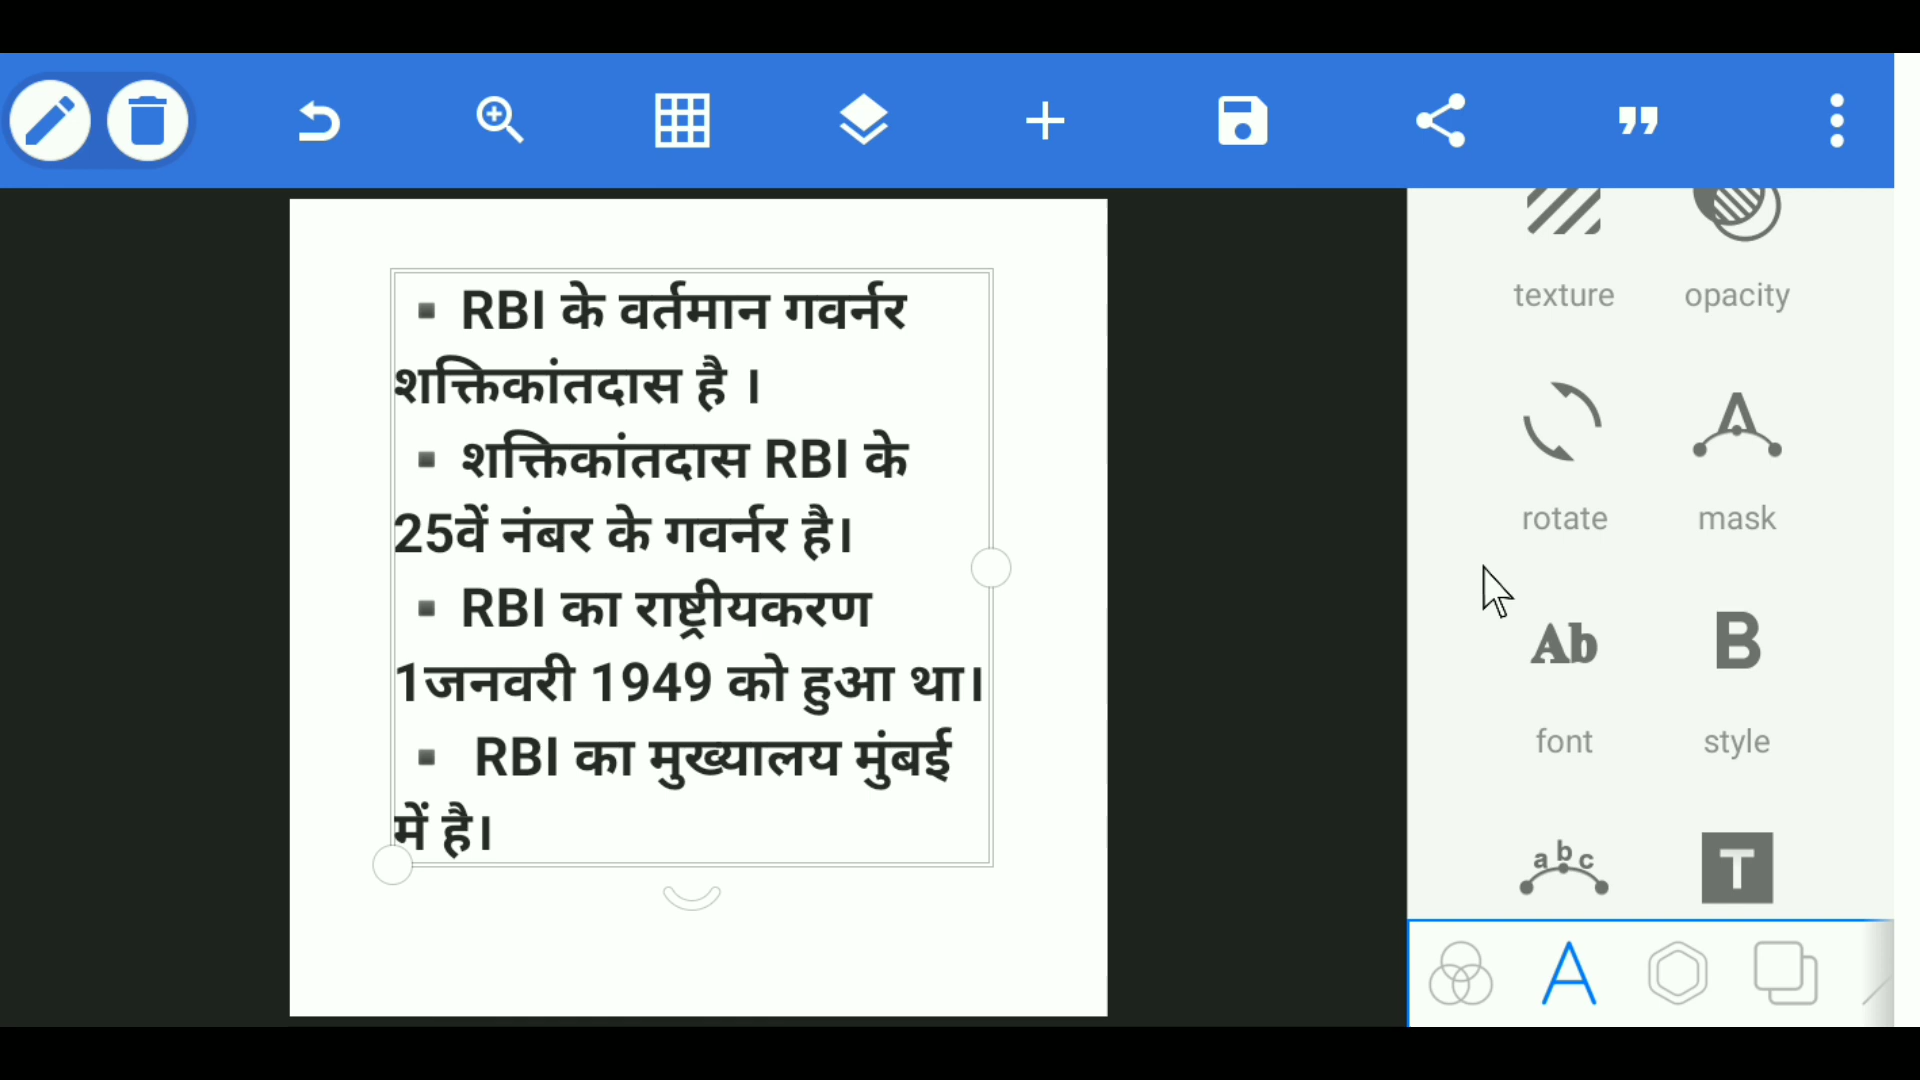 ▪ RBI के वर्तमान गवर्नर
शक्तिकांतदास है ।
▪ शक्तिकांतदास RBI के
25वें नंबर के गवर्नर है।
▪ RBI का राष्ट्रीयकरण
1जनवरी 1949 को हुआ था।
▪ RBI का मुख्यालय मुंबई
में है।
texture opacity
rotate mask
Ab B
font style
abc T